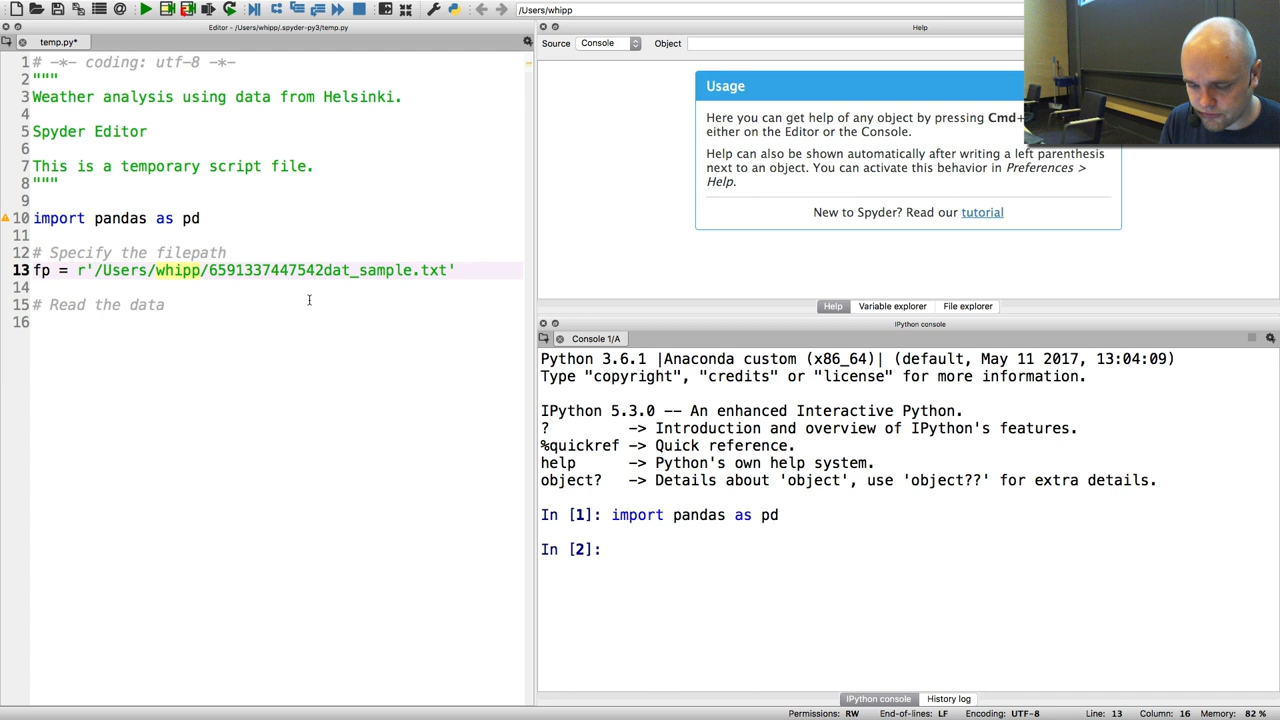 /Users/whipp
Editor - /Users/whipp/.spyder-py3/temp.py
Help
temp.py*
Source Console Object
1 # -*- coding: utf-8 -*-
2 """
3 Weather analysis using data from Helsinki.
4
5 Spyder Editor
6
7 This is a temporary script file.
8 """
9
10 import pandas as pd
11
12 # Specify the filepath
13 fp = r'/Users/whipp/6591337447542dat_sample.txt'
14
15 # Read the data
16
Usage
Here you can get help of any object by pressing Cmd+
either on the Editor or the Console.
Help can also be shown automatically after writing a left parenthesis
next to an object. You can activate this behavior in Preferences >
Help.
New to Spyder? Read our tutorial
Help Variable explorer File explorer
IPython console
Console 1/A
Python 3.6.1 |Anaconda custom (x86_64)| (default, May 11 2017, 13:04:09)
Type "copyright", "credits" or "license" for more information.
IPython 5.3.0 -- An enhanced Interactive Python.
? -> Introduction and overview of IPython's features.
%quickref -> Quick reference.
help -> Python's own help system.
object? -> Details about 'object', use 'object??' for extra details.
In [1]: import pandas as pd
In [2]:
IPython console History log
Permissions: RW End-of-lines: LF Encoding: UTF-8 Line: 13 Column: 16 Memory: 82 %